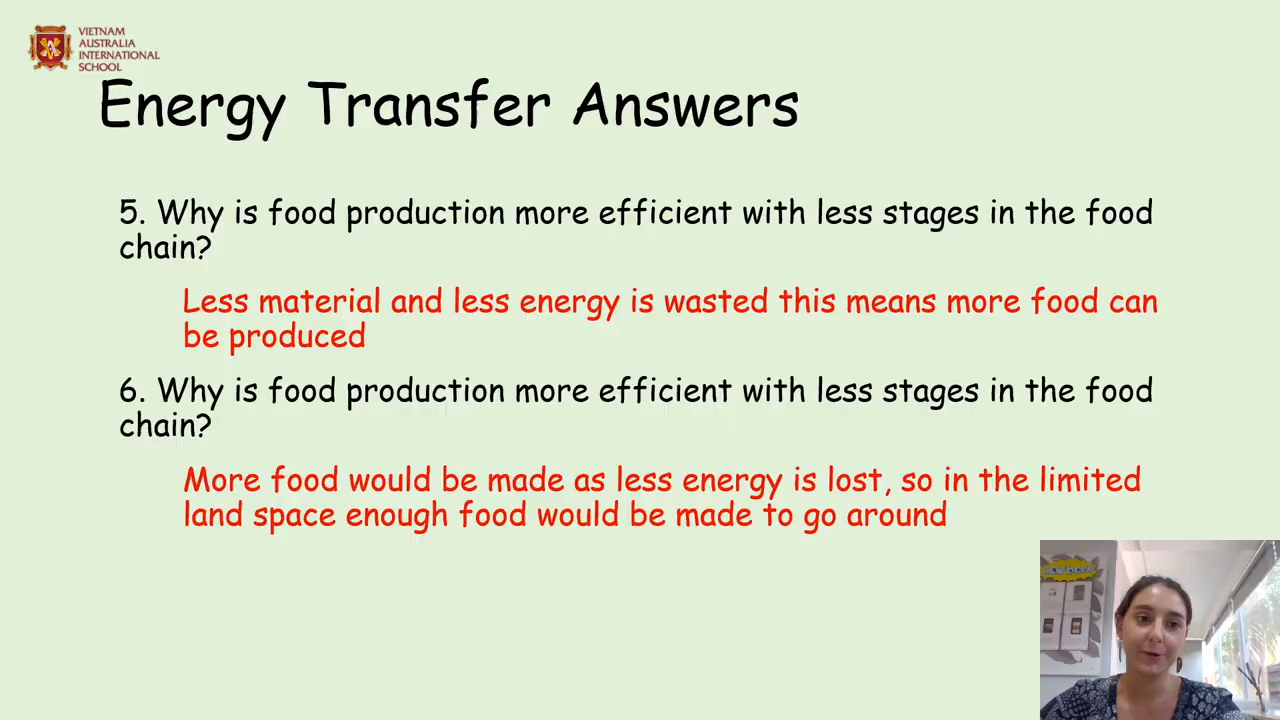 VIETNAM
AUSTRALIA
INTERNATIONAL
SCHOOL
Energy Transfer Answers
5. Why is food production more efficient with less stages in the food
chain?
Less material and less energy is wasted this means more food can
be produced
6. Why is food production more efficient with less stages in the food
chain?
More food would be made as less energy is lost, so in the limited
land space enough food would be made to go around